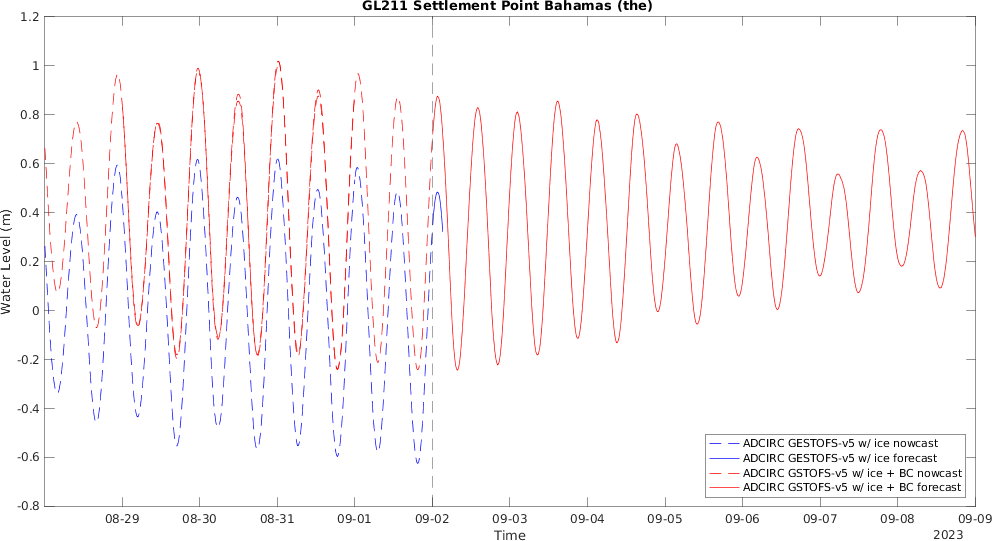 GL211 Settlement Point Bahamas (the)
1.2
1
0.8
0.6
0.4
0.2
0
-0.2
-0.4
-0.6
-0.8
Water Level (m)
ADCIRC GESTOFS-v5 w/ ice nowcast
ADCIRC GESTOFS-v5 w/ ice forecast
ADCIRC GSTOFS-v5 w/ ice + BC nowcast
ADCIRC GSTOFS-v5 w/ ice + BC forecast
08-29 08-30 08-31 09-01 09-02 09-03 09-04 09-05 09-06 09-07 09-08 09-09
Time
2023